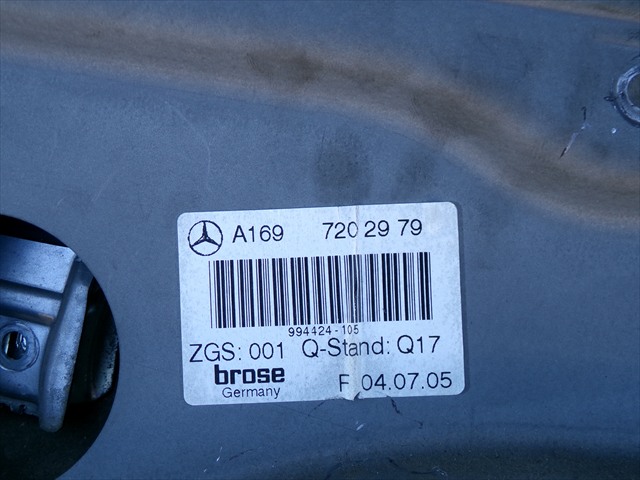 A169 720 29 79
994424-105
ZGS: 001 Q-Stand: Q17
brose
Germany F 04.07.05